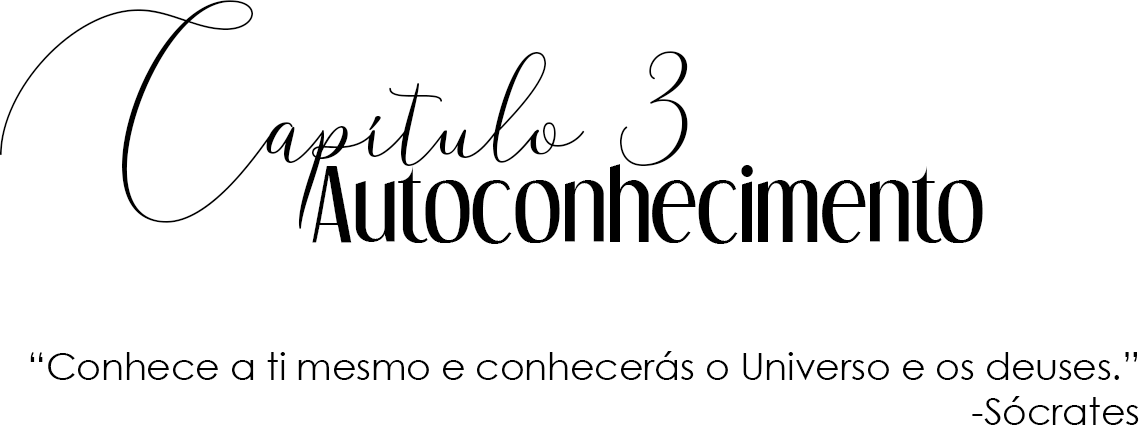 Capítulo 3
Autoconhecimento
“Conhece a ti mesmo e conhecerás o Universo e os deuses.”
-Sócrates